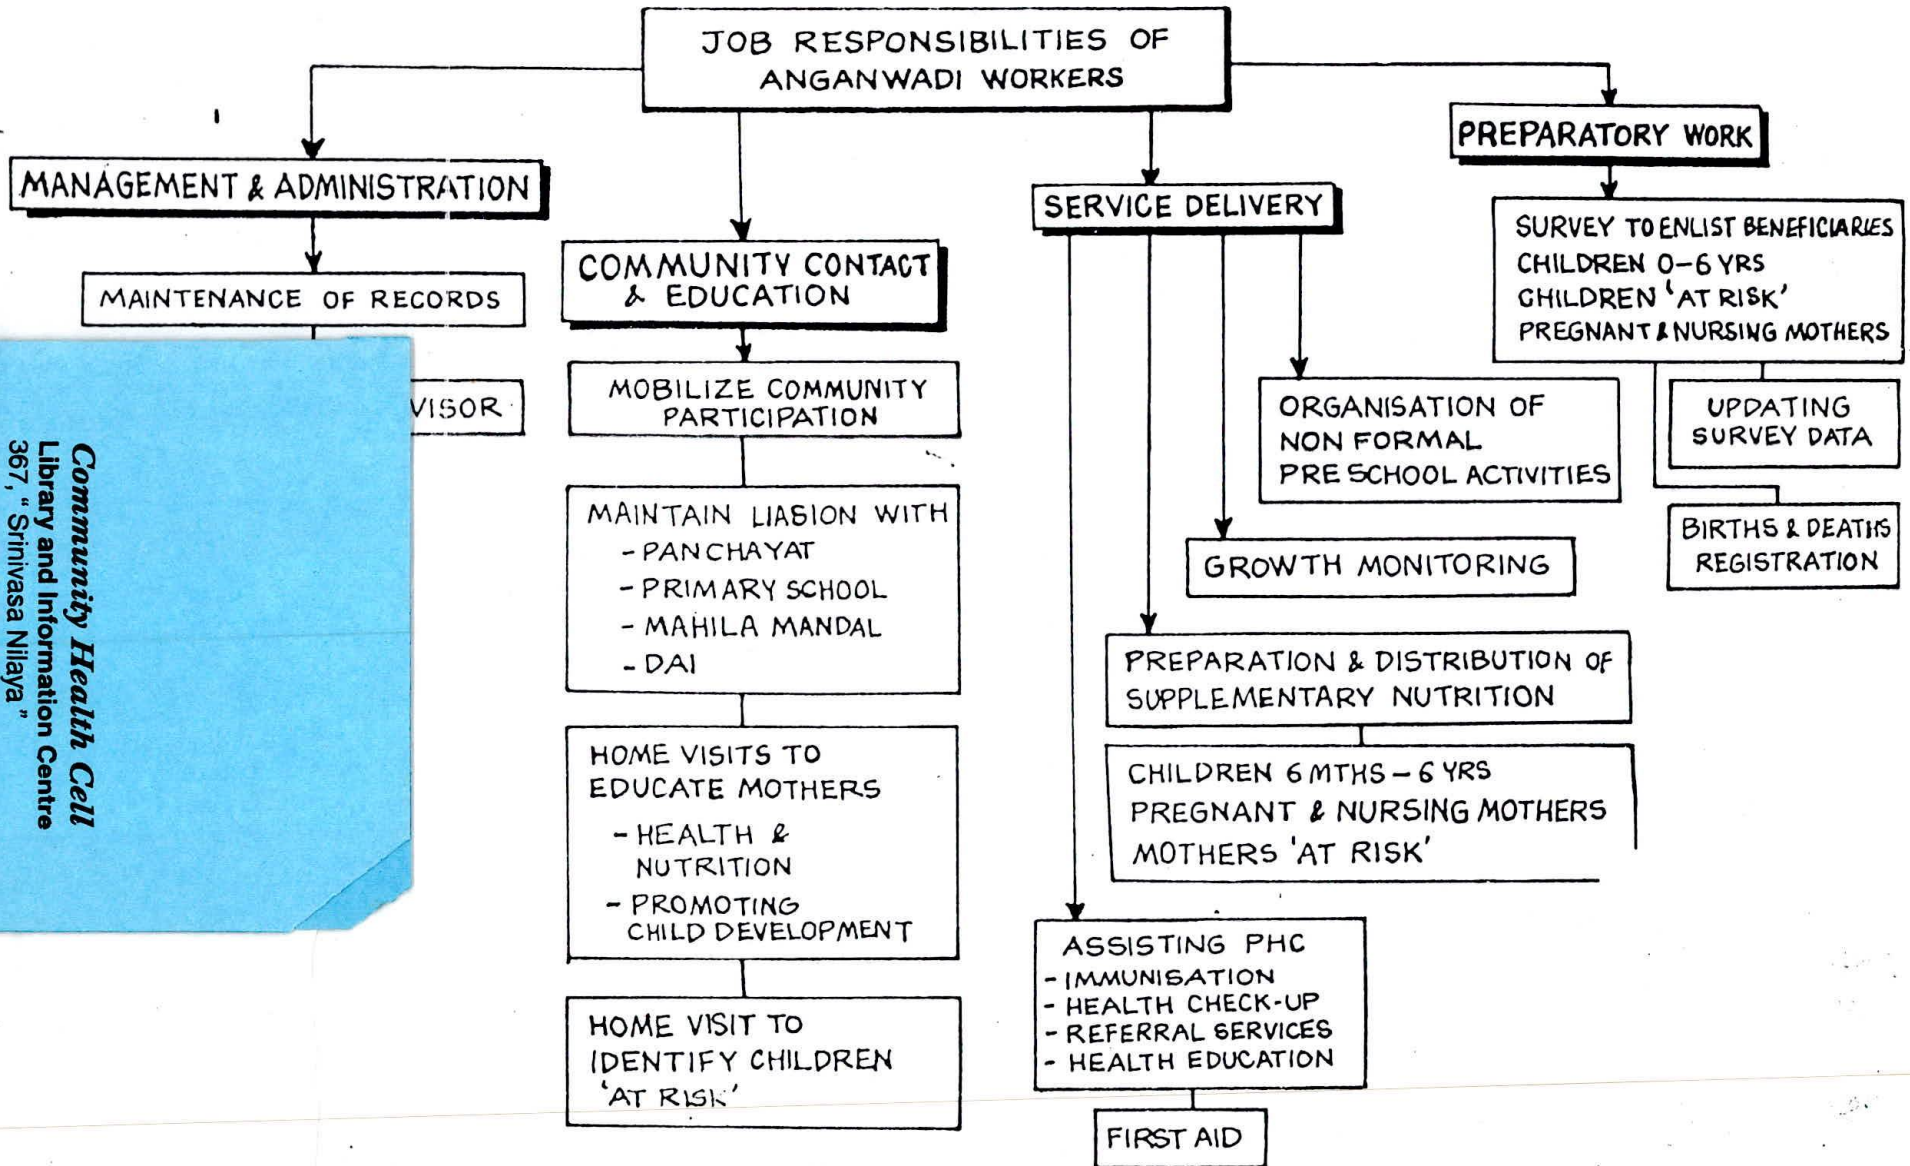 JOB RESPONSIBILITIES OF
ANGANWADI WORKERS
MANAGEMENT & ADMINISTRATION
MAINTENANCE OF RECORDS
VISOR
Community Health Cell
Library and Information Centre
367, "Srinivasa Nilaya"
COMMUNITY CONTACT
& EDUCATION
MOBILIZE COMMUNITY
PARTICIPATION
MAINTAIN LIASION WITH
- PANCHAYAT
- PRIMARY SCHOOL
- MAHILA MANDAL
- DAI
HOME VISITS TO
EDUCATE MOTHERS
- HEALTH &
NUTRITION
- PROMOTING
CHILD DEVELOPMENT
HOME VISIT TO
IDENTIFY CHILDREN
'AT RISK'
SERVICE DELIVERY
ORGANISATION OF
NON FORMAL
PRE SCHOOL ACTIVITIES
GROWTH MONITORING
PREPARATION & DISTRIBUTION OF
SUPPLEMENTARY NUTRITION
CHILDREN 6 MTHS – 6 YRS
PREGNANT & NURSING MOTHERS
MOTHERS 'AT RISK'
ASSISTING PHC
- IMMUNISATION
- HEALTH CHECK-UP
- REFERRAL SERVICES
- HEALTH EDUCATION
FIRST AID
PREPARATORY WORK
SURVEY TO ENLIST BENEFICIARIES
CHILDREN 0–6 YRS
CHILDREN 'AT RISK'
PREGNANT & NURSING MOTHERS
UPDATING
SURVEY DATA
BIRTHS & DEATHS
REGISTRATION